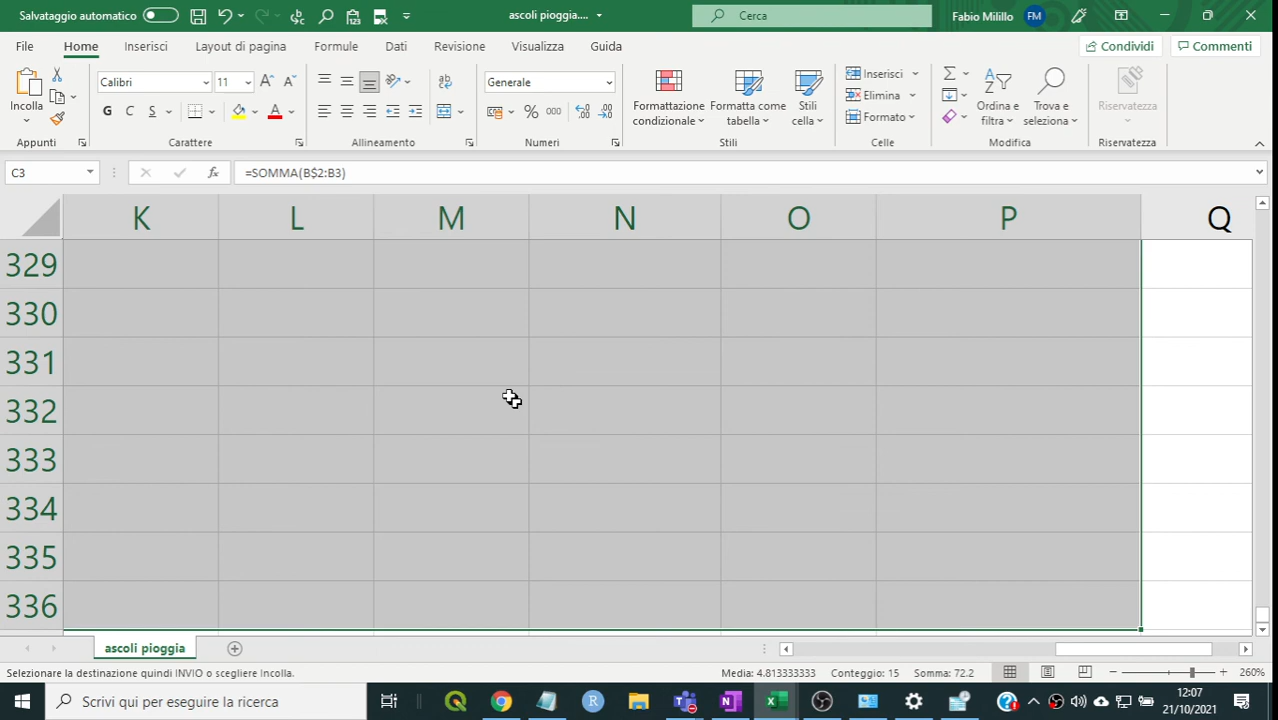 Salvataggio automatico
ascoli pioggia....
Cerca
Fabio Milillo
FM
File Home Inserisci Layout di pagina Formule Dati Revisione Visualizza Guida
Condividi
Commenti
Incolla
Calibri
11
G C S
Generale
Formattazione condizionale
Formatta come tabella
Stili cella
Inserisci
Elimina
Formato
Ordina e filtra
Trova e seleziona
Riservatezza
Appunti
Carattere
Allineamento
Numeri
Stili
Celle
Modifica
Riservatezza
C3
fx
=SOMMA(B$2:B3)
K L M N O P Q
329
330
331
332
333
334
335
336
ascoli pioggia
Selezionare la destinazione quindi INVIO o scegliere Incolla.
Media: 4.813333333 Conteggio: 15 Somma: 72.2
260%
Scrivi qui per eseguire la ricerca
12:07
21/10/2021